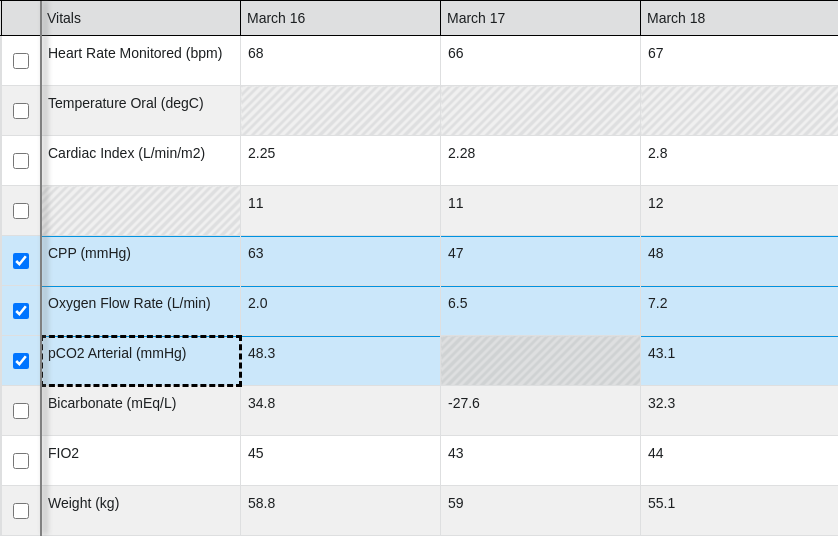 Vitals March 16 March 17 March 18
Heart Rate Monitored (bpm) 68 66 67
Temperature Oral (degC)
Cardiac Index (L/min/m2) 2.25 2.28 2.8
11 11 12
CPP (mmHg) 63 47 48
Oxygen Flow Rate (L/min) 2.0 6.5 7.2
pCO2 Arterial (mmHg) 48.3 43.1
Bicarbonate (mEq/L) 34.8 -27.6 32.3
FIO2 45 43 44
Weight (kg) 58.8 59 55.1